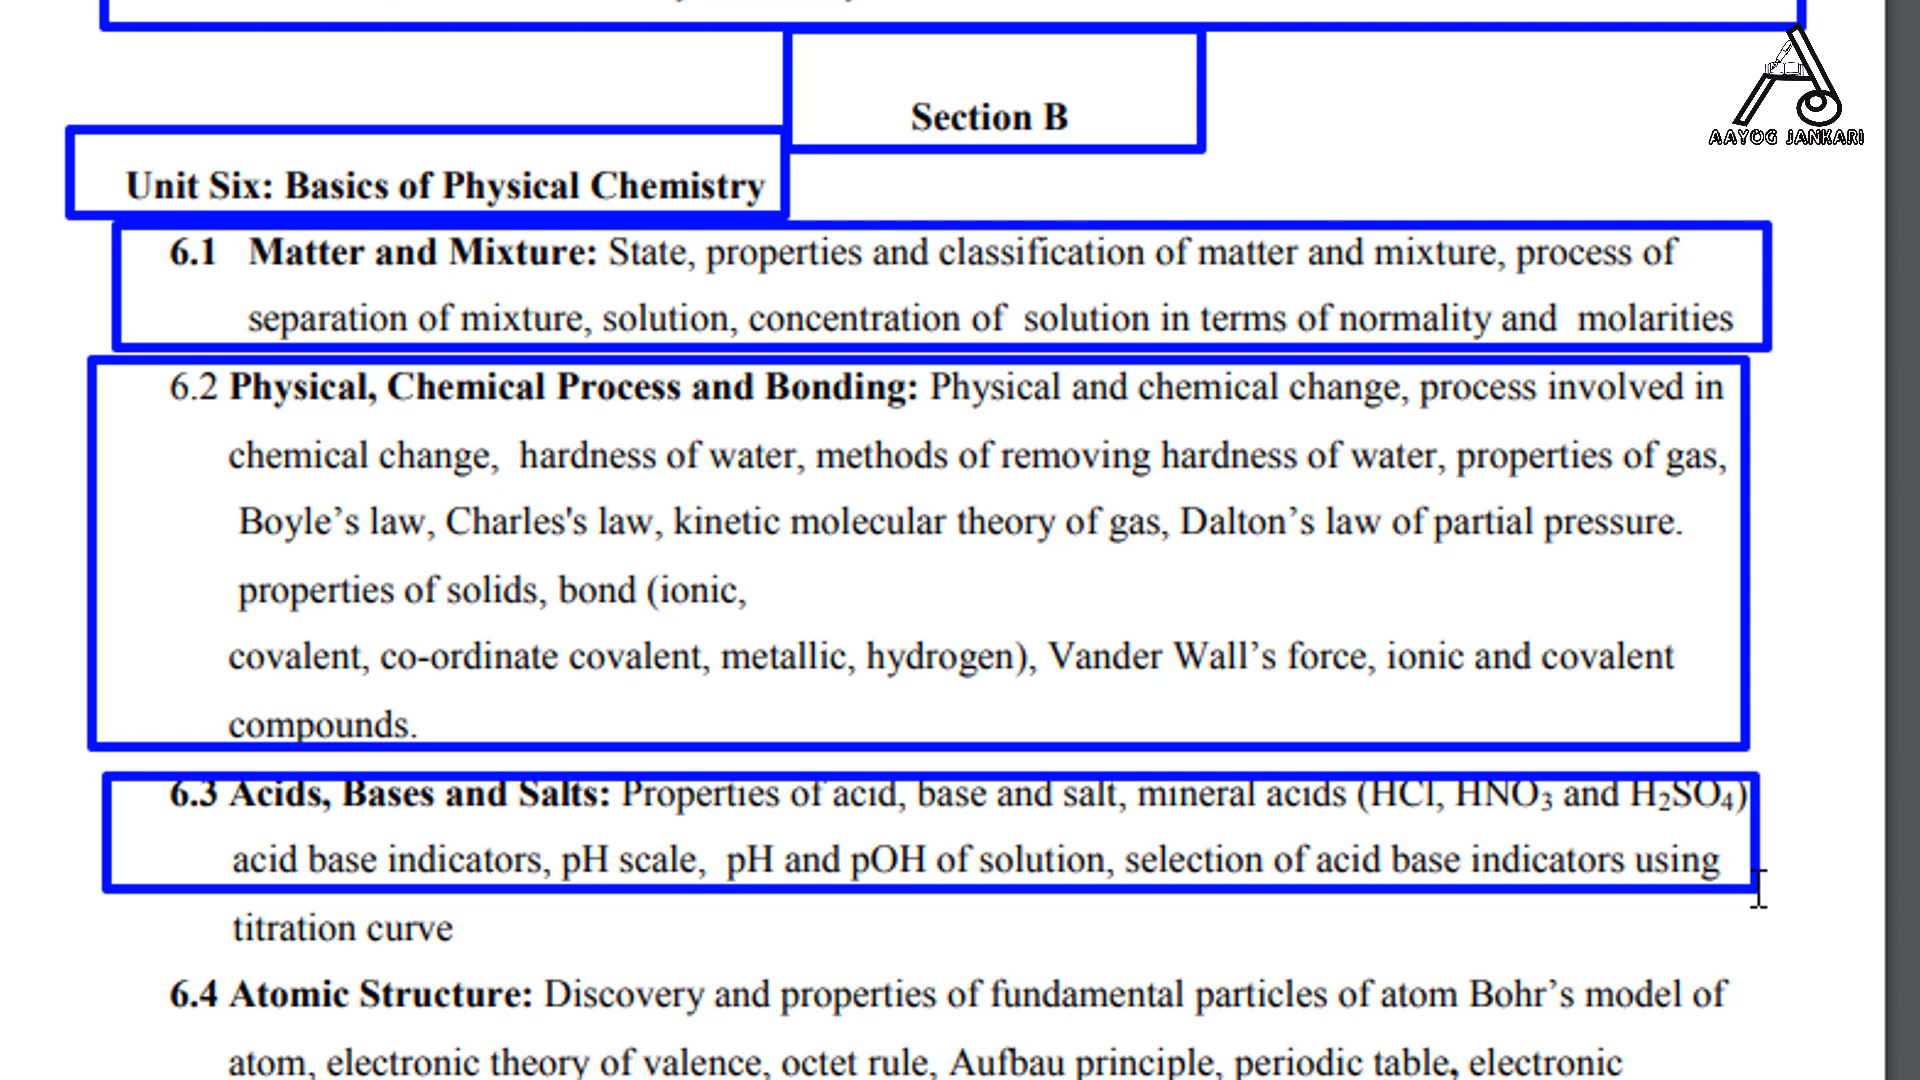 Section B
AAYOG JANKARI
Unit Six: Basics of Physical Chemistry
6.1 Matter and Mixture: State, properties and classification of matter and mixture, process of
separation of mixture, solution, concentration of solution in terms of normality and molarities
6.2 Physical, Chemical Process and Bonding: Physical and chemical change, process involved in
chemical change, hardness of water, methods of removing hardness of water, properties of gas,
Boyle’s law, Charles's law, kinetic molecular theory of gas, Dalton’s law of partial pressure.
properties of solids, bond (ionic,
covalent, co-ordinate covalent, metallic, hydrogen), Vander Wall’s force, ionic and covalent
compounds.
6.3 Acids, Bases and Salts: Properties of acid, base and salt, mineral acids (HCl, HNO₃ and H₂SO₄)
acid base indicators, pH scale, pH and pOH of solution, selection of acid base indicators using
titration curve
6.4 Atomic Structure: Discovery and properties of fundamental particles of atom Bohr’s model of
atom, electronic theory of valence, octet rule, Aufbau principle, periodic table, electronic